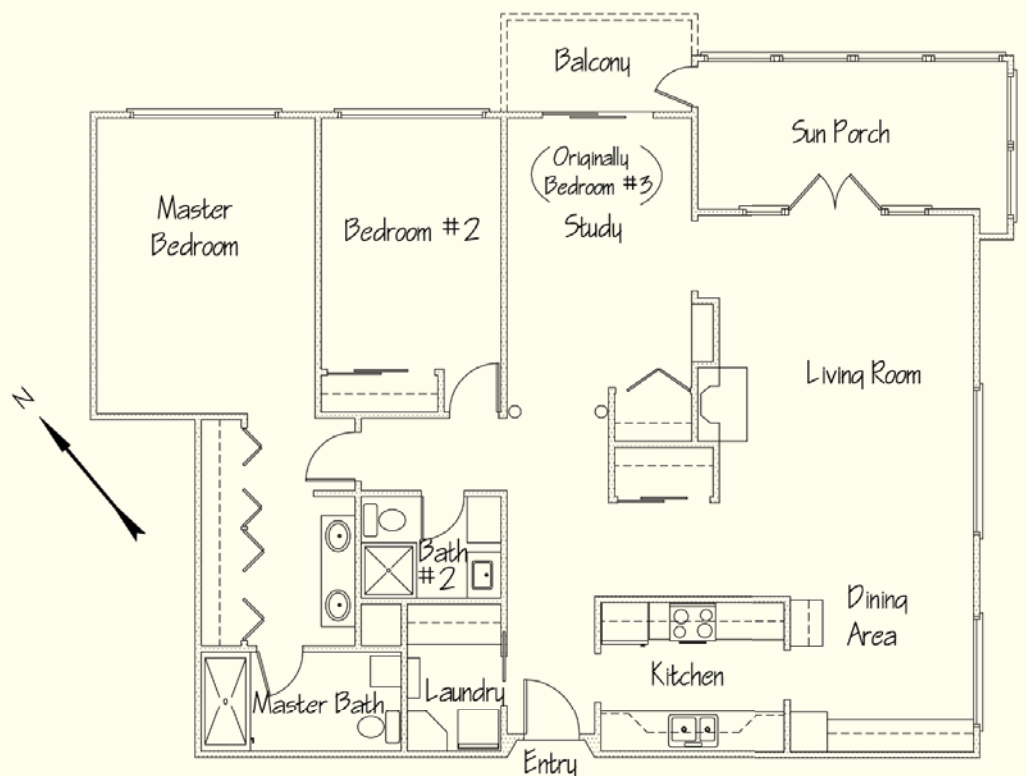 Balcony
Sun Porch
(Originally
Bedroom #3)
Study
Master
Bedroom
Bedroom #2
Living Room
N
Bath
#2
Dining
Area
Kitchen
Laundry
Master Bath
Entry